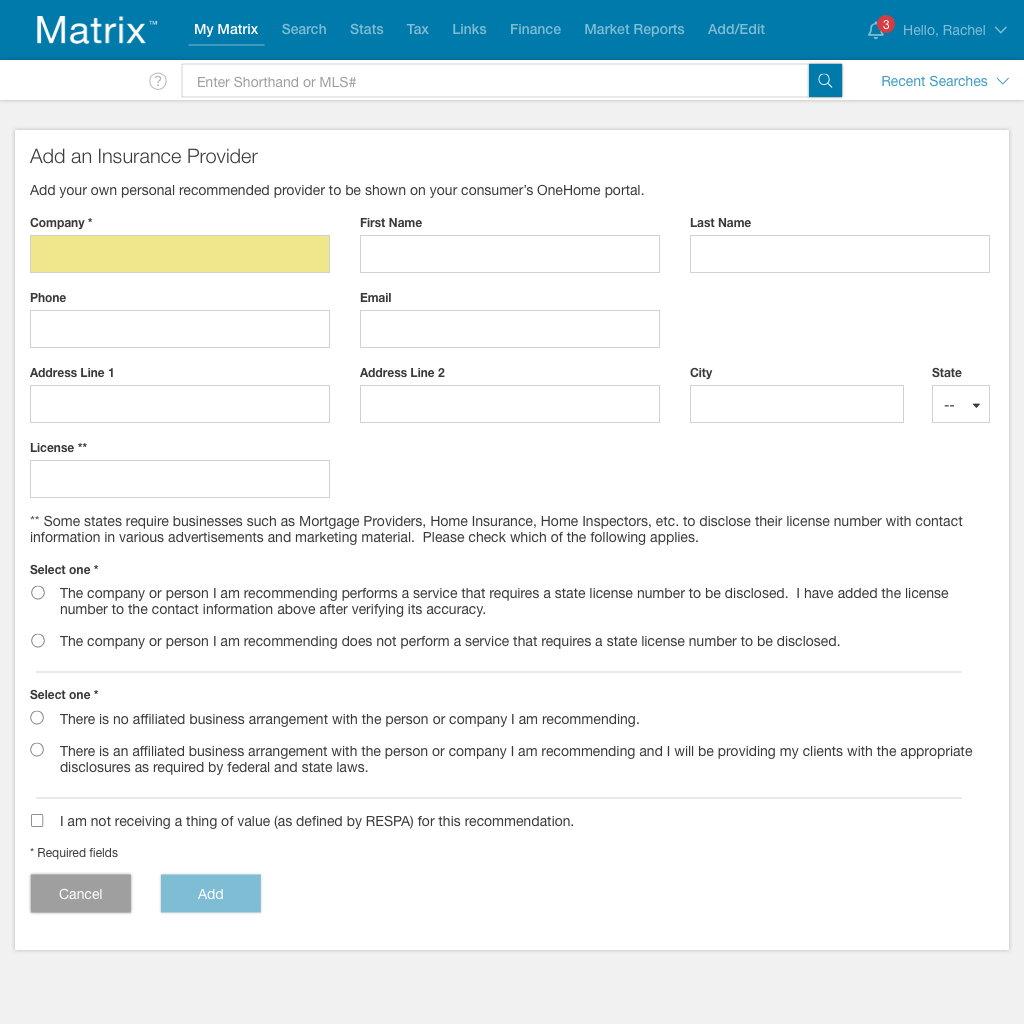 Matrix™
My Matrix Search Stats Tax Links Finance Market Reports Add/Edit
3
Hello, Rachel
?
Enter Shorthand or MLS#
Recent Searches
Add an Insurance Provider
Add your own personal recommended provider to be shown on your consumer's OneHome portal.
Company * First Name Last Name
Phone Email
Address Line 1 Address Line 2 City State
--
License **
** Some states require businesses such as Mortgage Providers, Home Insurance, Home Inspectors, etc. to disclose their license number with contact
information in various advertisements and marketing material.  Please check which of the following applies.
Select one *
The company or person I am recommending performs a service that requires a state license number to be disclosed.  I have added the license
number to the contact information above after verifying its accuracy.
The company or person I am recommending does not perform a service that requires a state license number to be disclosed.
Select one *
There is no affiliated business arrangement with the person or company I am recommending.
There is an affiliated business arrangement with the person or company I am recommending and I will be providing my clients with the appropriate
disclosures as required by federal and state laws.
I am not receiving a thing of value (as defined by RESPA) for this recommendation.
* Required fields
Cancel Add